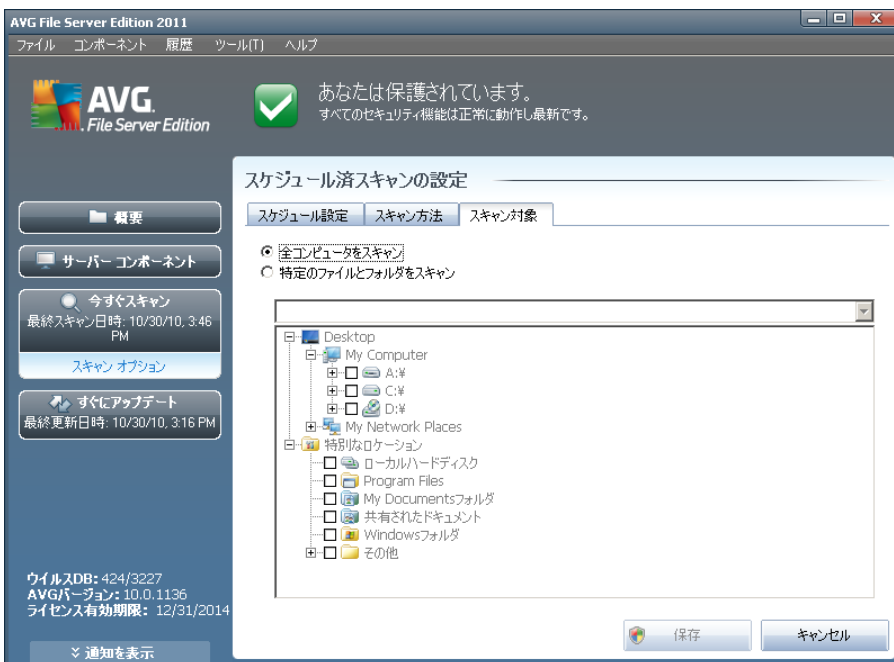 AVG File Server Edition 2011
ファイル コンポーネント 履歴 ツール(T) ヘルプ
AVG.
File Server Edition
あなたは保護されています。
すべてのセキュリティ機能は正常に動作し最新です。
概要
サーバー コンポーネント
今すぐスキャン
最終スキャン日時: 10/30/10, 3:46
PM
スキャン オプション
すぐにアップデート
最終更新日時: 10/30/10, 3:16 PM
ウイルスDB: 424/3227
AVGバージョン: 10.0.1136
ライセンス有効期限: 12/31/2014
通知を表示
スケジュール済スキャンの設定
スケジュール設定 スキャン方法 スキャン対象
全コンピュータをスキャン
特定のファイルとフォルダをスキャン
Desktop
My Computer
A:¥
C:¥
D:¥
My Network Places
特別なロケーション
ローカルハードディスク
Program Files
My Documentsフォルダ
共有されたドキュメント
Windowsフォルダ
その他
保存 キャンセル